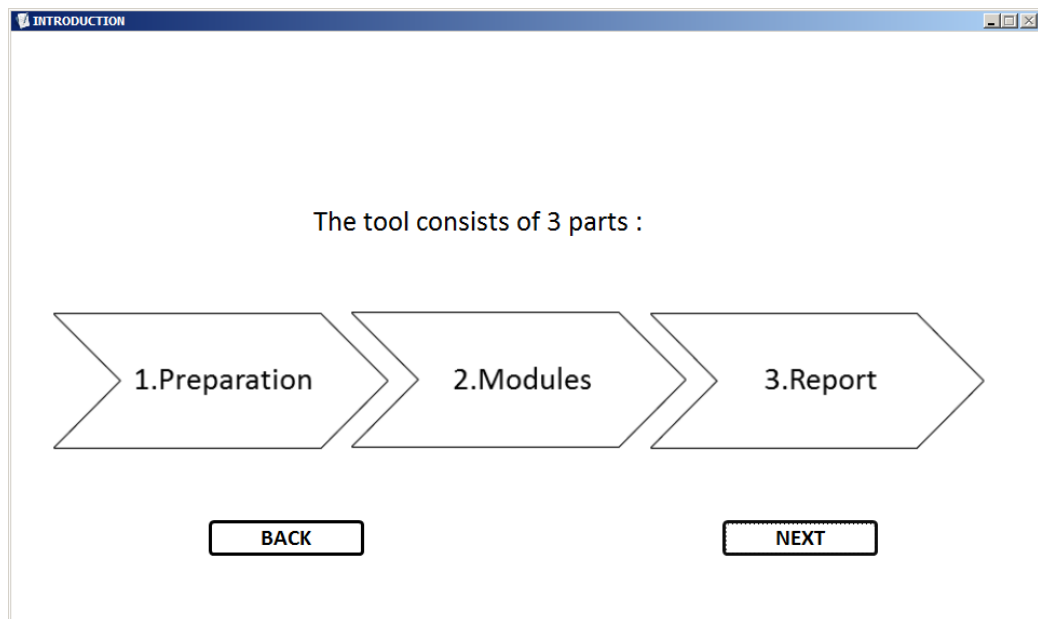 INTRODUCTION
The tool consists of 3 parts :
1.Preparation
2.Modules
3.Report
BACK
NEXT